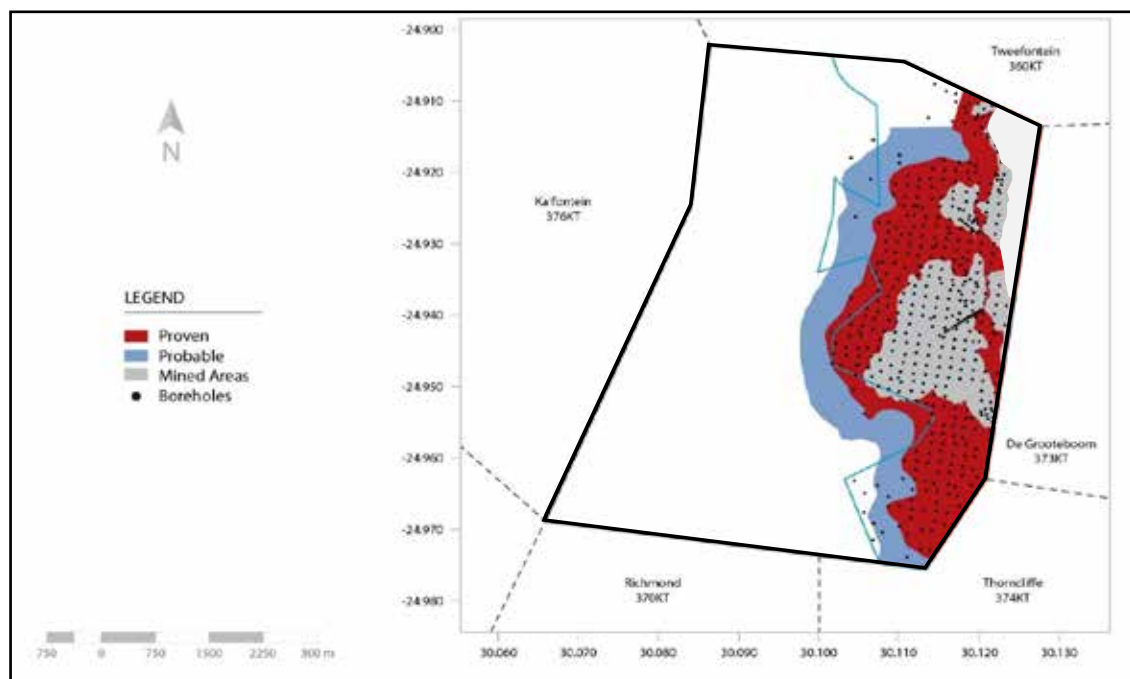 -24.900
-24.910
-24.920
-24.930
-24.940
-24.950
-24.960
-24.970
-24.980
Tweefontein
360KT
N
Kalfontein
376KT
LEGEND
Proven
Probable
Mined Areas
Boreholes
De Grooteboom
373KT
Richmond
370KT
Thorncliffe
374KT
750 0 750 1500 2250 300 m
30.060 30.070 30.080 30.090 30.100 30.110 30.120 30.130